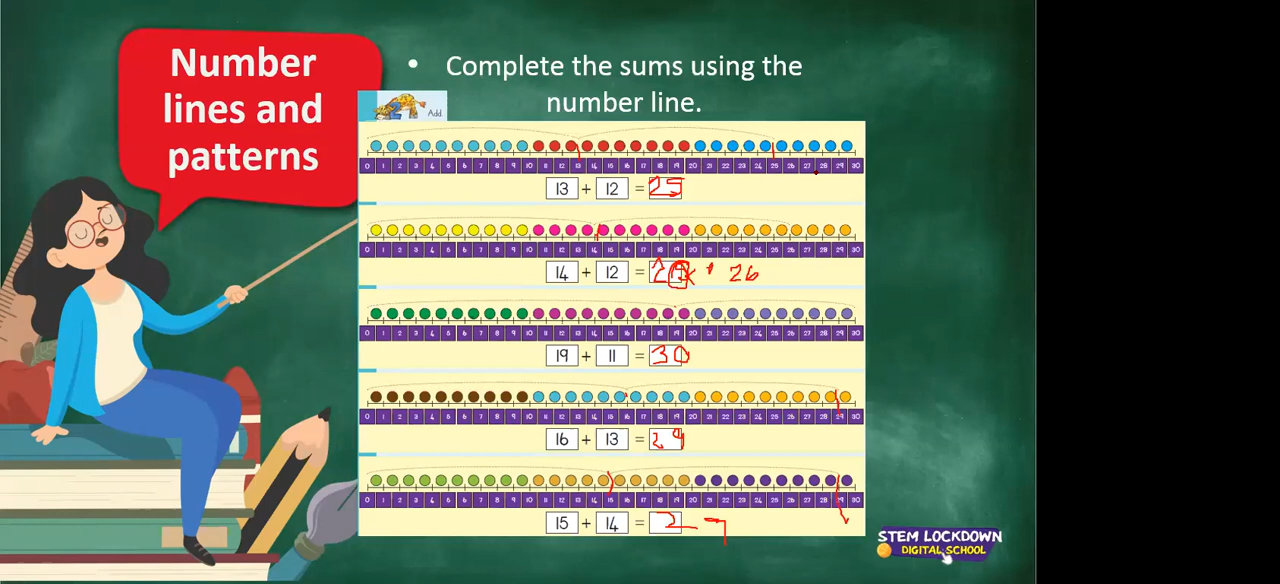 Number
lines and
patterns
• Complete the sums using the
number line.
Add
0 1 2 3 4 5 6 7 8 9 10 11 12 13 14 15 16 17 18 19 20 21 22 23 24 25 26 27 28 29 30
13 + 12 = 25
0 1 2 3 4 5 6 7 8 9 10 11 12 13 14 15 16 17 18 19 20 21 22 23 24 25 26 27 28 29 30
14 + 12 = 26
0 1 2 3 4 5 6 7 8 9 10 11 12 13 14 15 16 17 18 19 20 21 22 23 24 25 26 27 28 29 30
19 + 11 = 30
0 1 2 3 4 5 6 7 8 9 10 11 12 13 14 15 16 17 18 19 20 21 22 23 24 25 26 27 28 29 30
16 + 13 = 29
0 1 2 3 4 5 6 7 8 9 10 11 12 13 14 15 16 17 18 19 20 21 22 23 24 25 26 27 28 29 30
15 + 14 = 2
STEM LOCKDOWN
DIGITAL SCHOOL